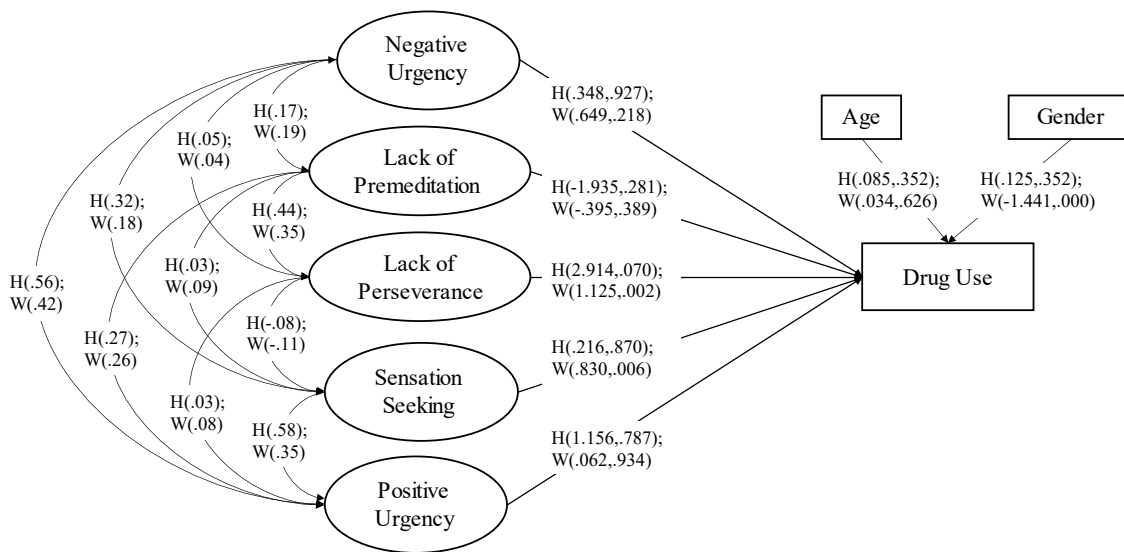 Negative
Urgency
H(.348,.927);
W(.649,.218)
Age
Gender
H(.17);
W(.19)
H(.05);
W(.04)
Lack of
Premeditation
H(.085,.352);
W(.034,.626)
H(.125,.352);
W(-1.441,.000)
H(-1.935,.281);
W(-.395,.389)
H(.32);
W(.18)
H(.44);
W(.35)
H(.56);
W(.42)
H(.03);
W(.09)
Lack of
Perseverance
H(2.914,.070);
W(1.125,.002)
Drug Use
H(.27);
W(.26)
H(-.08);
W(-.11)
H(.216,.870);
W(.830,.006)
Sensation
Seeking
H(.03);
W(.08)
H(.58);
W(.35)
H(1.156,.787);
W(.062,.934)
Positive
Urgency